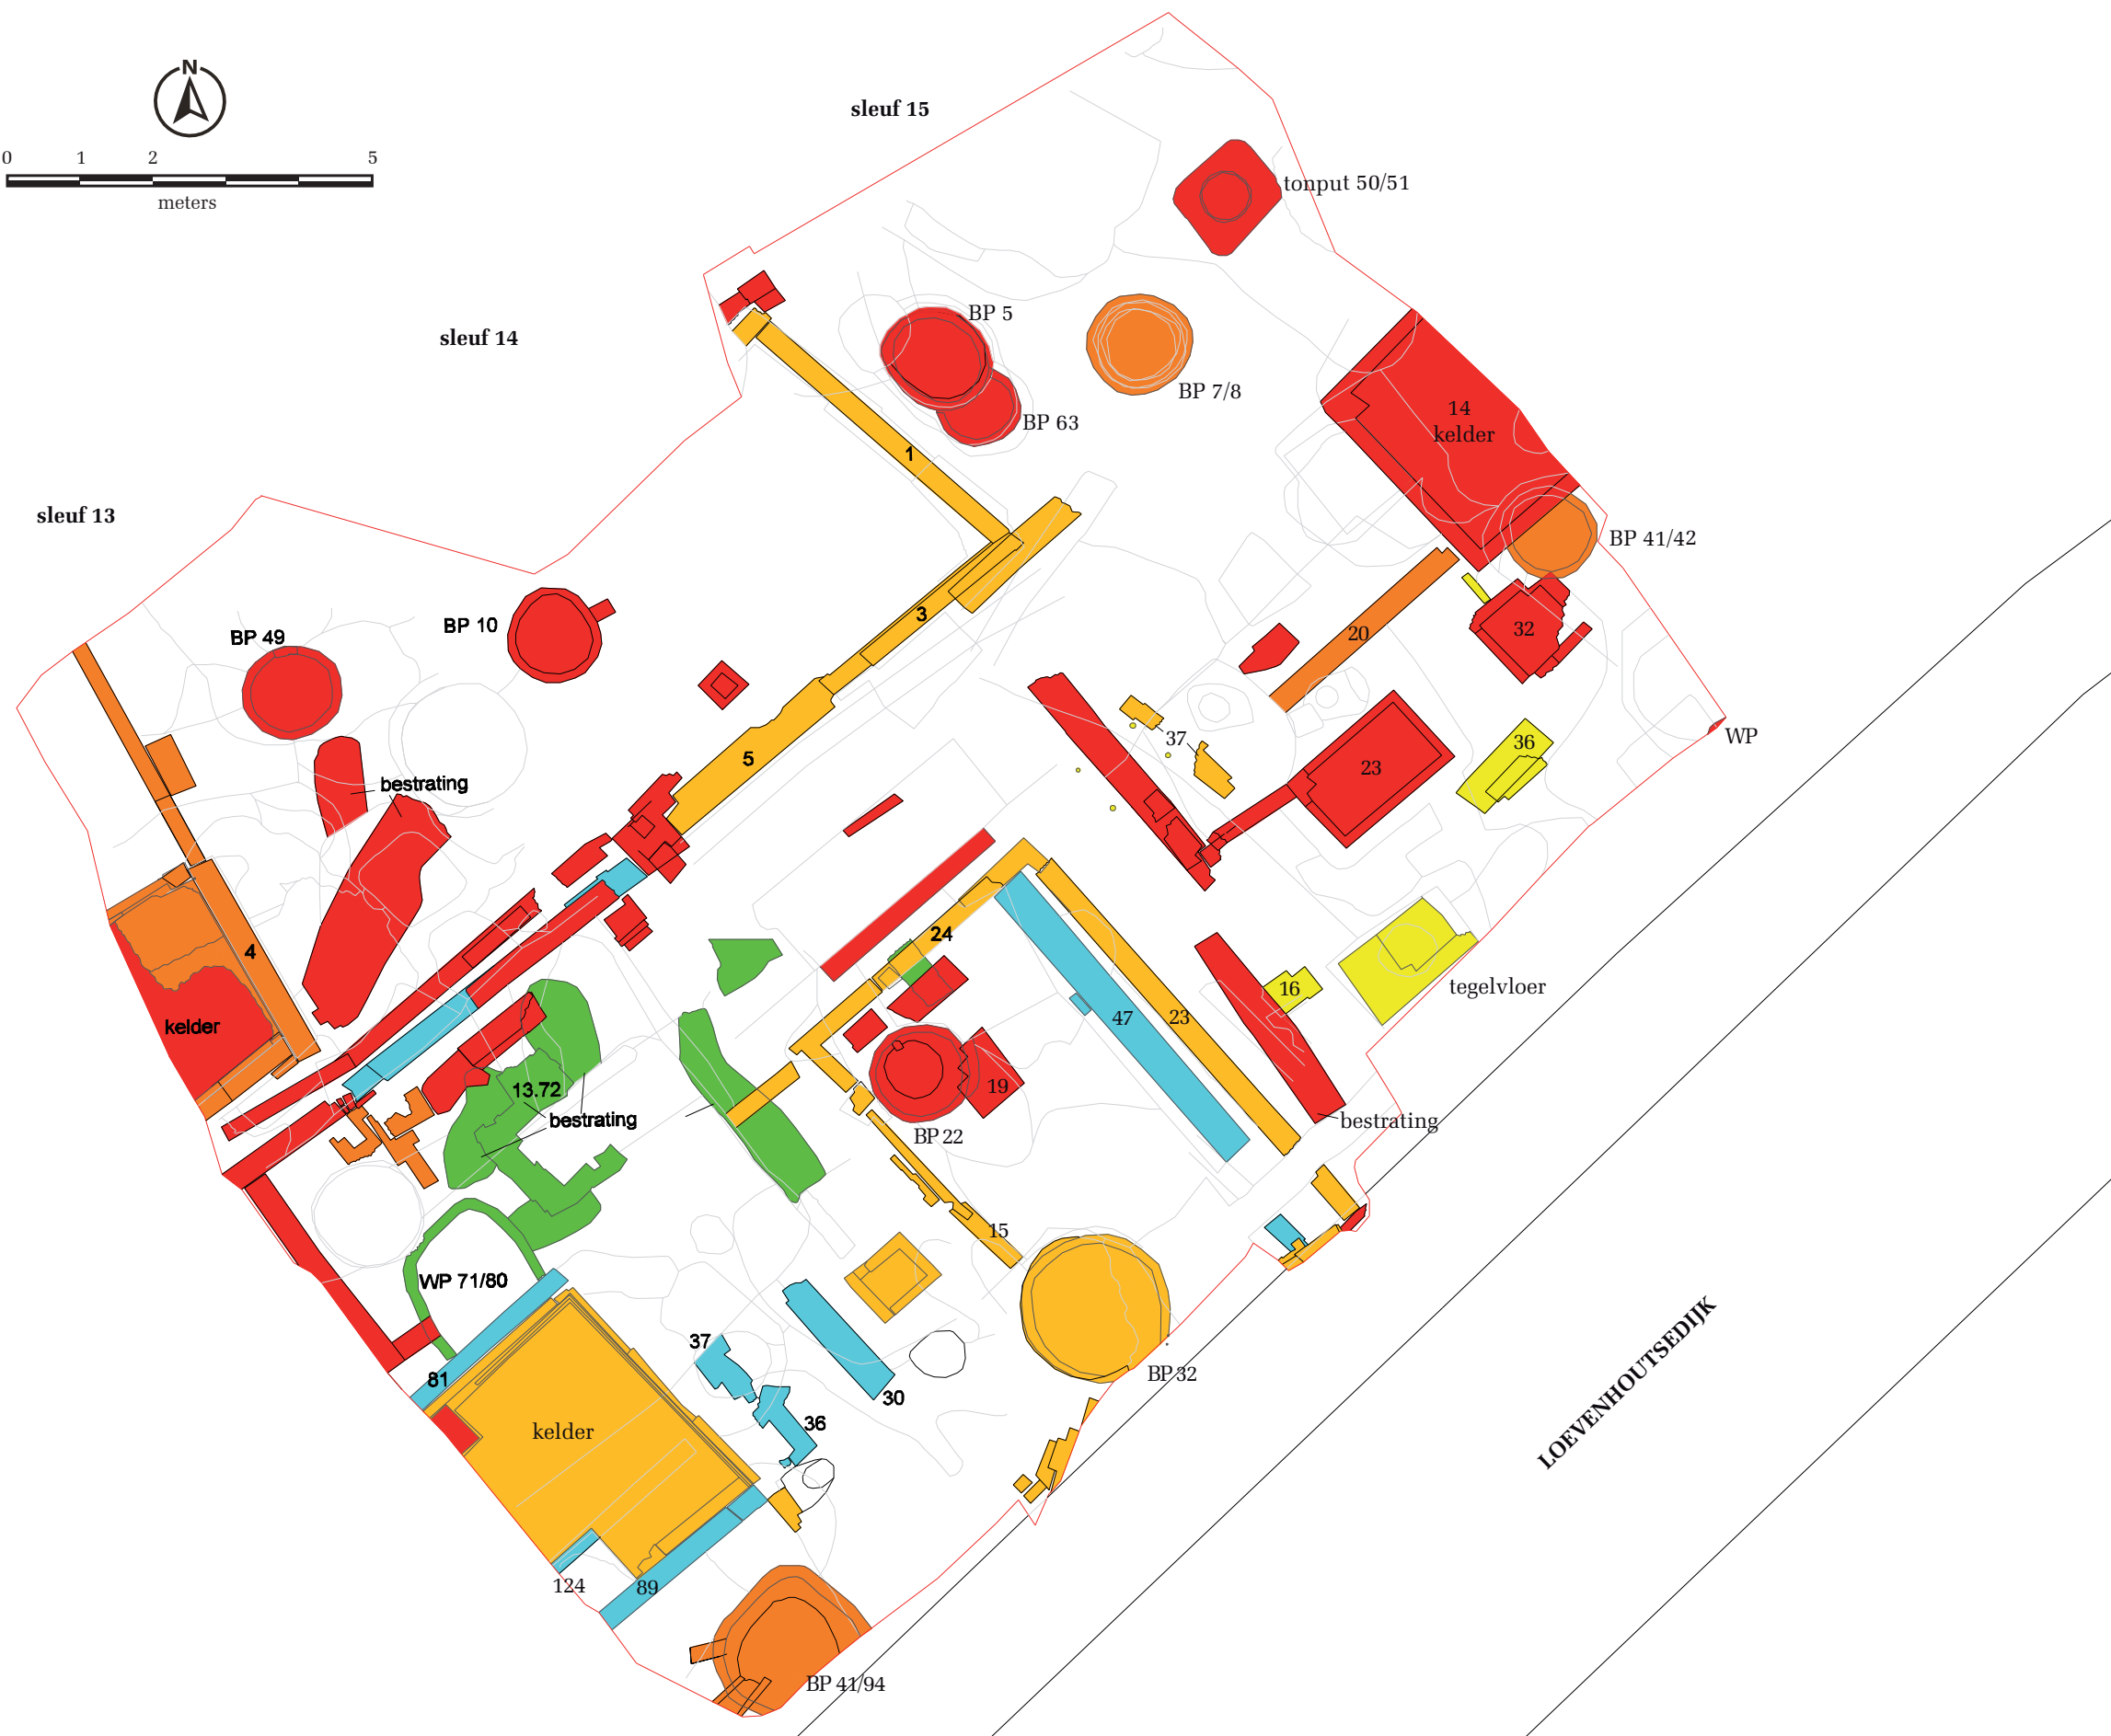 N
0 1 2 5
meters
sleuf 15
tonput 50/51
sleuf 14
BP 5
BP 7/8
BP 63
14
kelder
1
sleuf 13
BP 41/42
BP 49
BP 10
3
20
32
WP
37
36
5
23
bestrating
24
4
16
tegelvloer
kelder
47
23
13.72
19
bestrating
bestrating
BP 22
15
WP 71/80
37
81
30
BP 32
36
kelder
LOEVENHOUTSEDIJK
124
89
BP 41/94